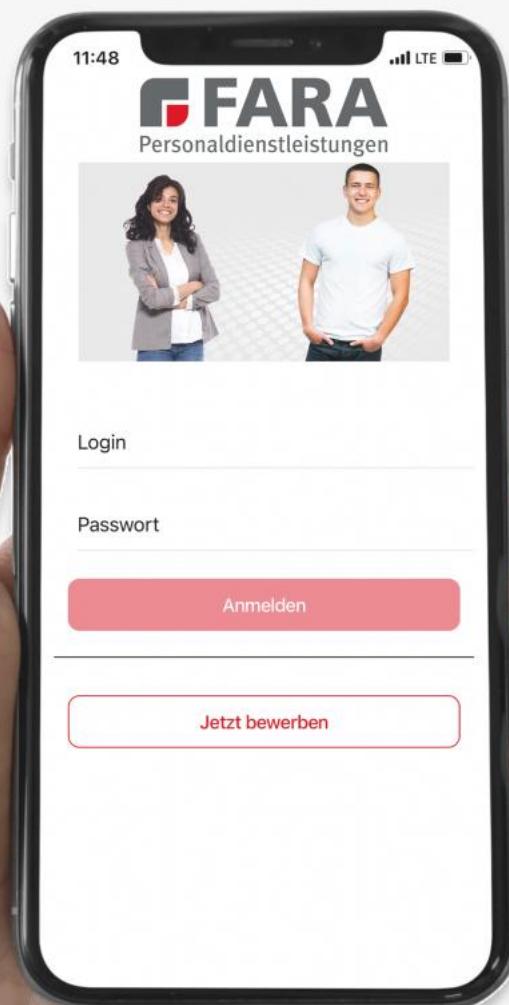 11:48
LTE
FARA
Personaldienstleistungen
Login
Passwort
Anmelden
Jetzt bewerben